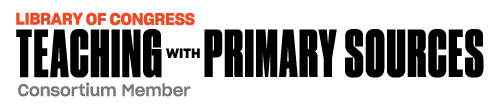 LIBRARY OF CONGRESS
TEACHING WITH PRIMARY SOURCES
Consortium Member